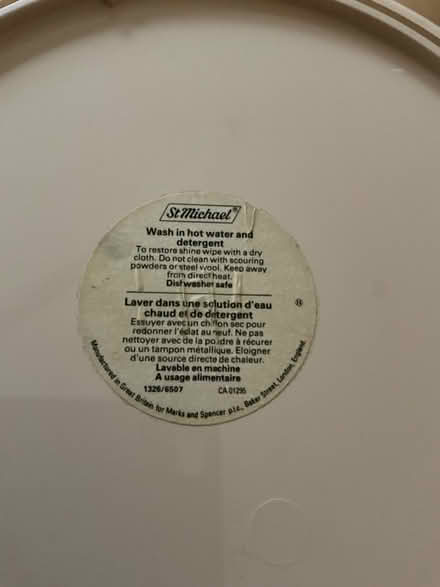 St Michael®
Wash in hot water and
detergent
To restore shine wipe with a dry
cloth. Do not clean with scouring
powders or steel wool. Keep away
from direct heat.
Dishwasher safe
Laver dans une solution d'eau
chaud et de detergent
Essuyer avec un chiffon sec pour
redonner l'éclat au neuf. Ne pas
nettoyer avec de la poudre à récurer
ou un tampon métallique. Eloigner
d'une source directe de chaleur.
Lavable en machine
A usage alimentaire
1326/6507 CA 01295
Manufactured in Great Britain for Marks and Spencer p.l.c., Baker Street, London, England